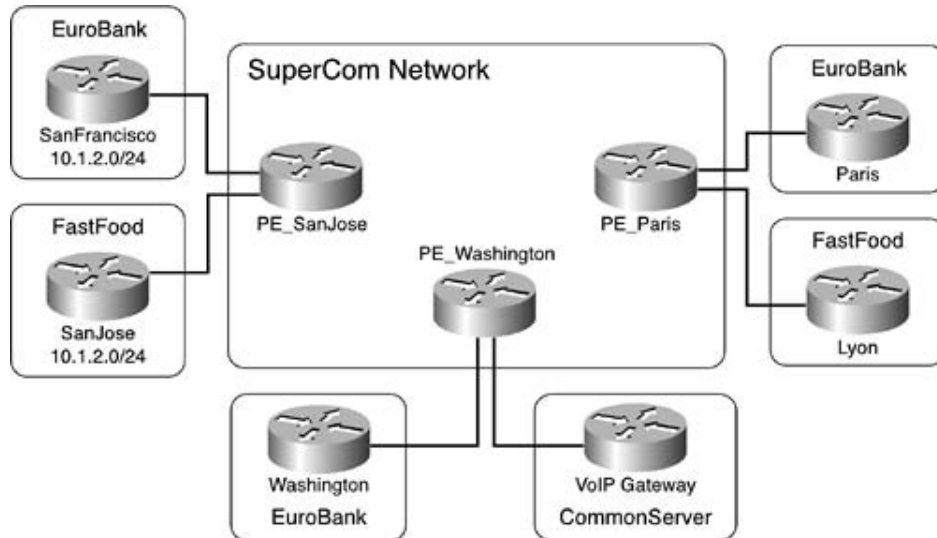 EuroBank
SanFrancisco
10.1.2.0/24
FastFood
SanJose
10.1.2.0/24
SuperCom Network
PE_SanJose
PE_Paris
PE_Washington
EuroBank
Paris
FastFood
Lyon
Washington
EuroBank
VoIP Gateway
CommonServer